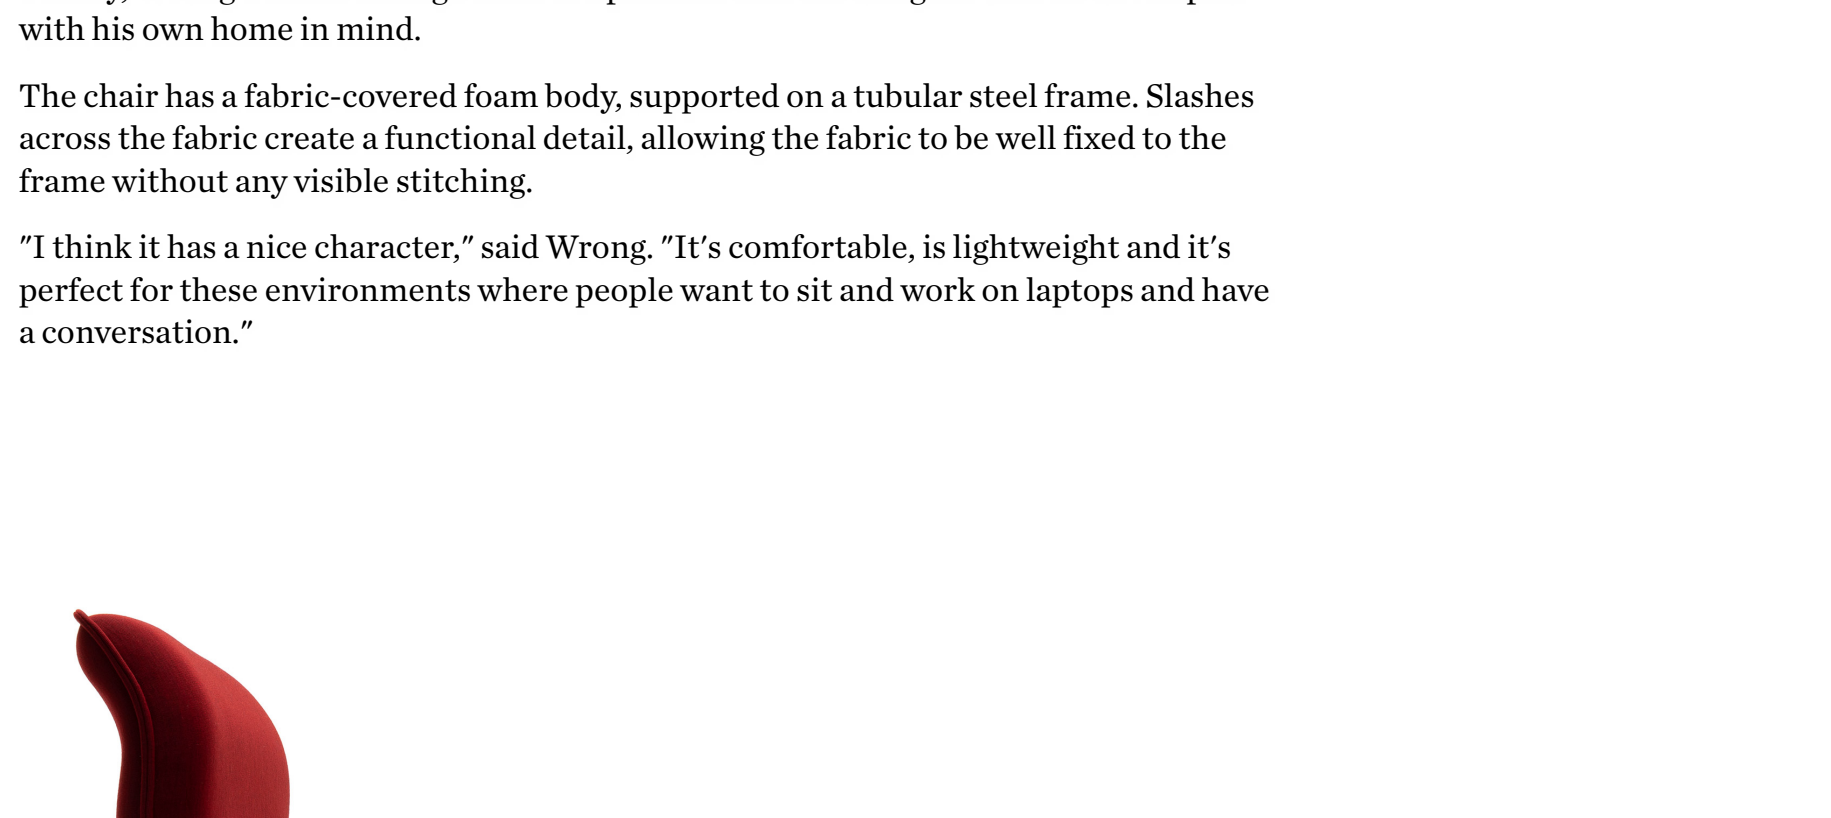 with his own home in mind.
The chair has a fabric-covered foam body, supported on a tubular steel frame. Slashes
across the fabric create a functional detail, allowing the fabric to be well fixed to the
frame without any visible stitching.
"I think it has a nice character," said Wrong. "It's comfortable, is lightweight and it's
perfect for these environments where people want to sit and work on laptops and have
a conversation."